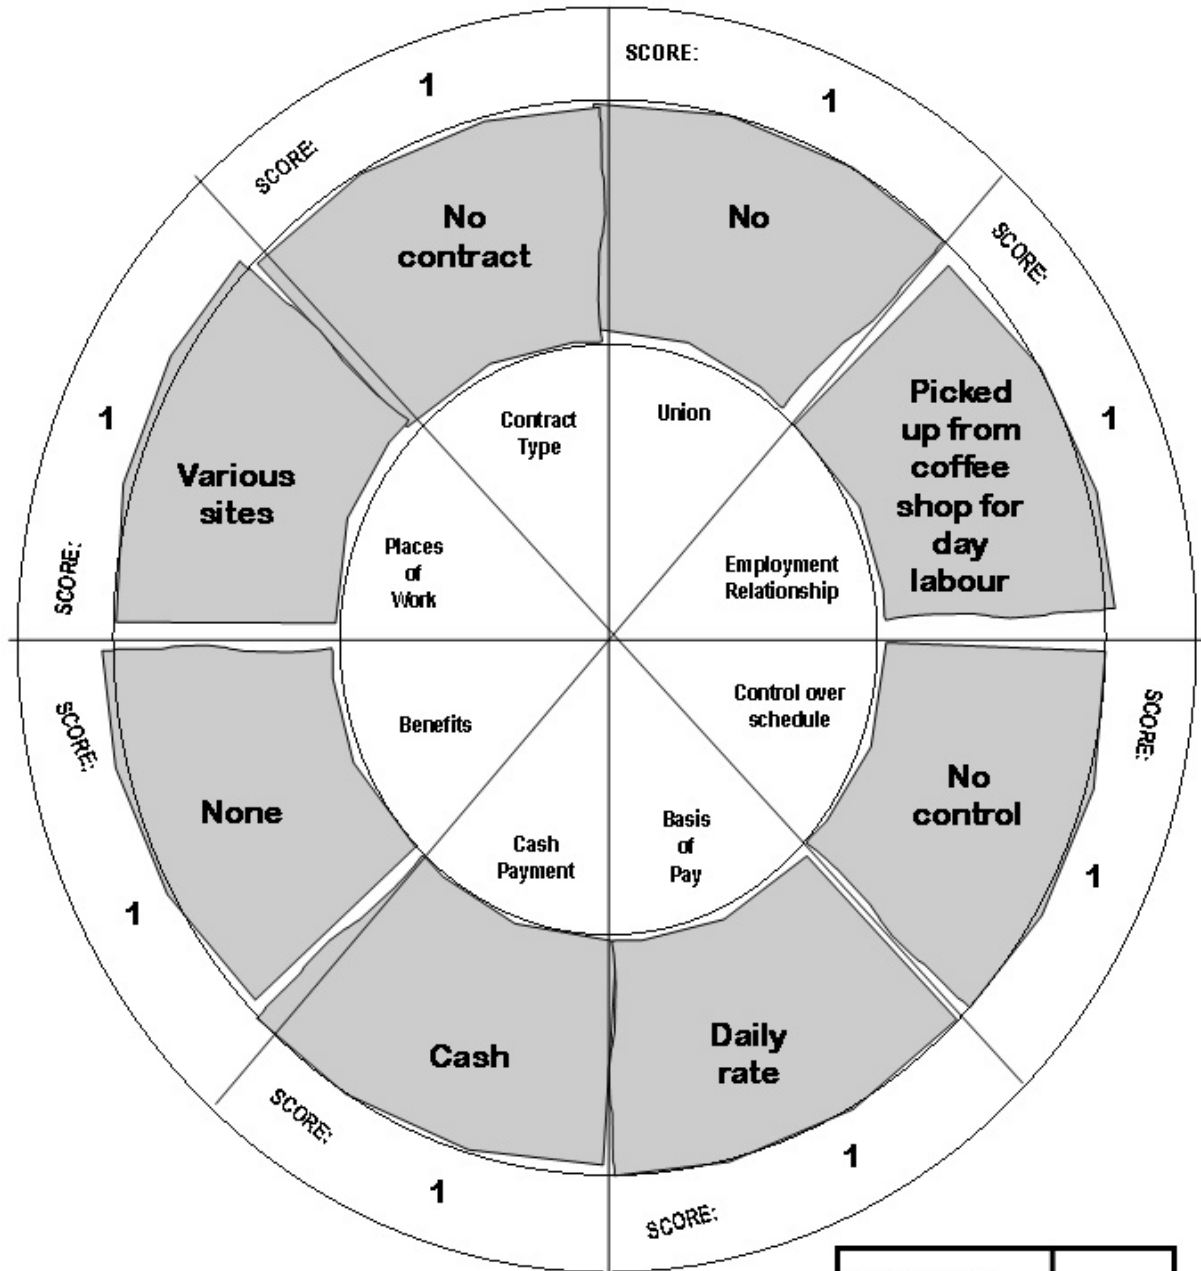 SCORE:
1
No
Union
SCORE:
1
Picked
up from
coffee
shop for
day
labour
Employment
Relationship
SCORE:
1
No
control
Control over
schedule
SCORE:
1
Daily
rate
Basis
of
Pay
SCORE:
1
Cash
Cash
Payment
SCORE:
1
None
Benefits
SCORE:
1
Various
sites
Places
of
Work
SCORE:
1
No
contract
Contract
Type